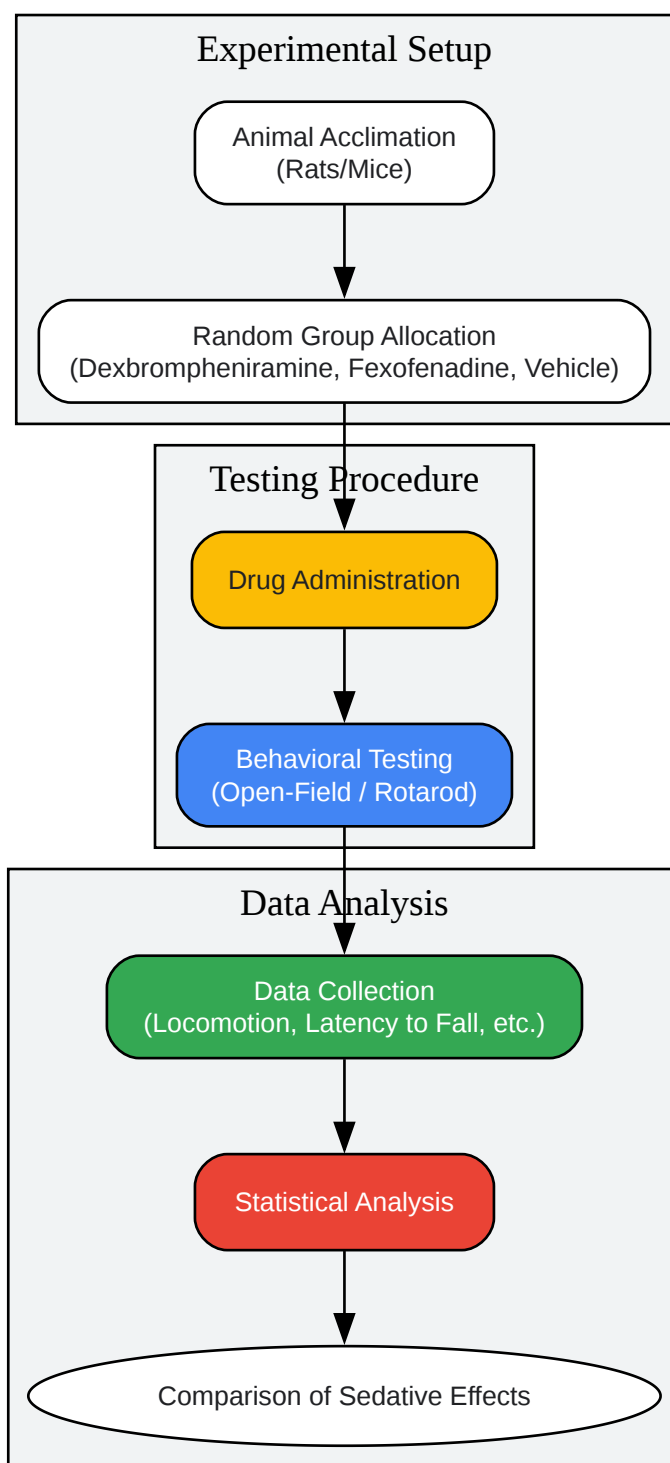 Experimental Setup
Animal Acclimation
(Rats/Mice)
Random Group Allocation
(Dexbrompheniramine, Fexofenadine, Vehicle)
Testing Procedure
Drug Administration
Behavioral Testing
(Open-Field / Rotarod)
Data Analysis
Data Collection
(Locomotion, Latency to Fall, etc.)
Statistical Analysis
Comparison of Sedative Effects